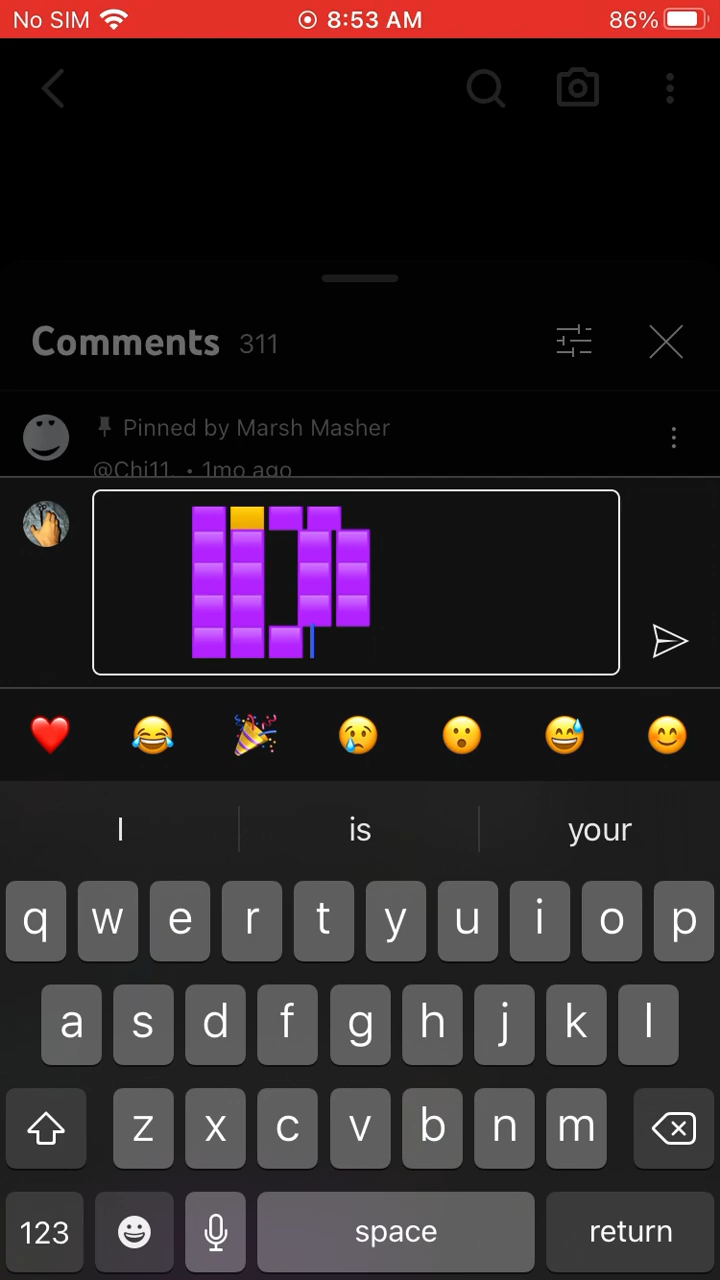 No SIM 8:53 AM 86%
Comments 311
Pinned by Marsh Masher
@Chi11. • 1mo ago
I is your
q w e r t y u i o p
a s d f g h j k l
z x c v b n m
123 space return